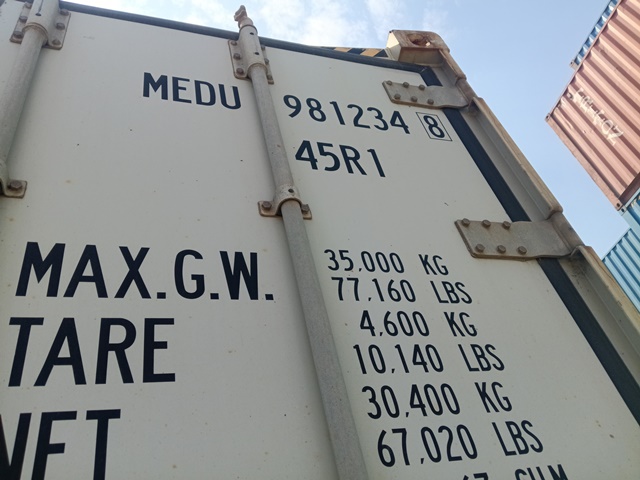 MEDU 981234 8
45R1
MAX.G.W. 35,000 KG
77,160 LBS
TARE 4,600 KG
10,140 LBS
NET 30,400 KG
67,020 LBS